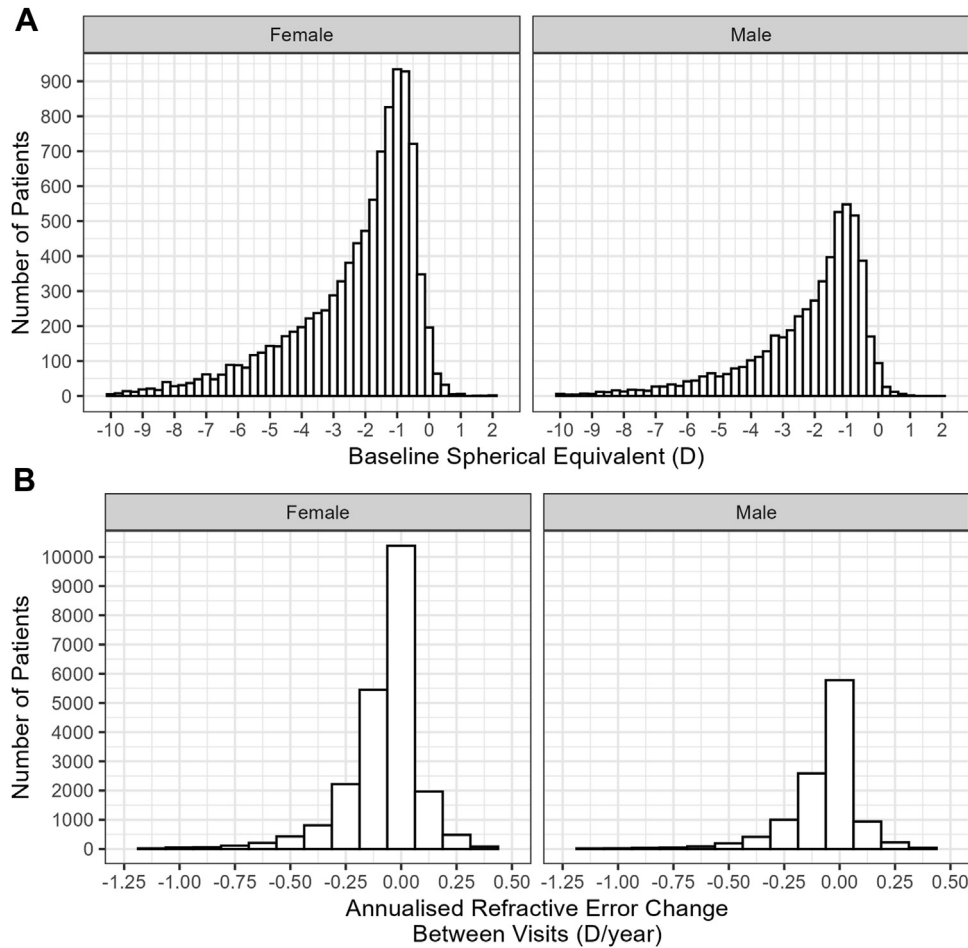 A
Female Male
Number of Patients
900
800
700
600
500
400
300
200
100
0
-10 -9 -8 -7 -6 -5 -4 -3 -2 -1 0 1 2 -10 -9 -8 -7 -6 -5 -4 -3 -2 -1 0 1 2
Baseline Spherical Equivalent (D)
B
Female Male
Number of Patients
10000
9000
8000
7000
6000
5000
4000
3000
2000
1000
0
-1.25 -1.00 -0.75 -0.50 -0.25 0.00 0.25 0.50 -1.25 -1.00 -0.75 -0.50 -0.25 0.00 0.25 0.50
Annualised Refractive Error Change
Between Visits (D/year)